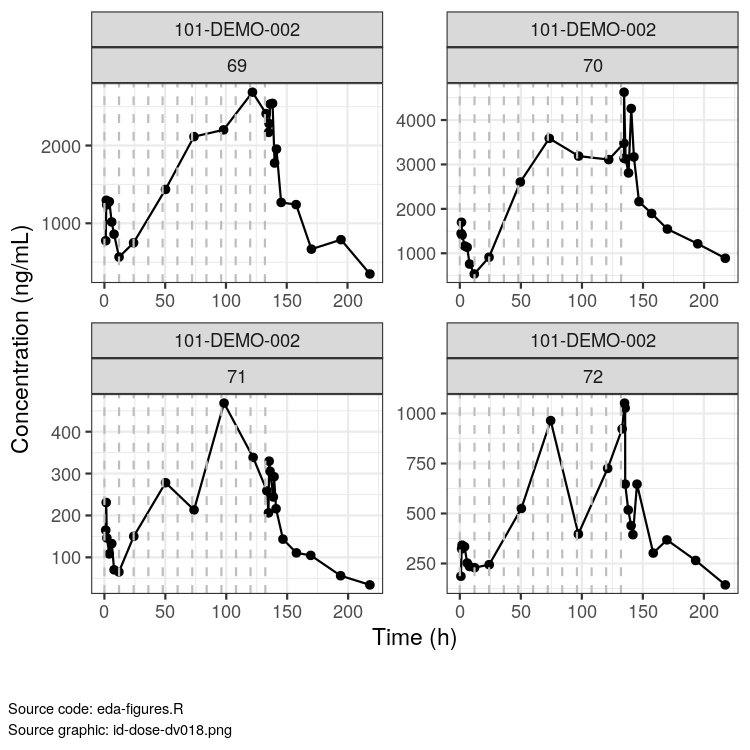 101-DEMO-002
101-DEMO-002
69
70
2000
1000
4000
3000
2000
1000
0 50 100 150 200
0 50 100 150 200
101-DEMO-002
101-DEMO-002
71
72
400
300
200
100
1000
750
500
250
0 50 100 150 200
0 50 100 150 200
Concentration (ng/mL)
Time (h)
Source code: eda-figures.R
Source graphic: id-dose-dv018.png